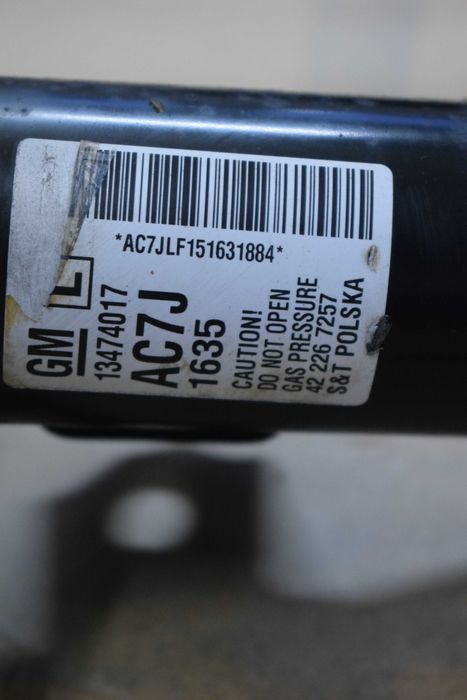 *AC7JLF151631884*
GM L
13474017
AC7J
1635
CAUTION!
DO NOT OPEN
GAS PRESSURE
42 226 7257
S&T POLSKA